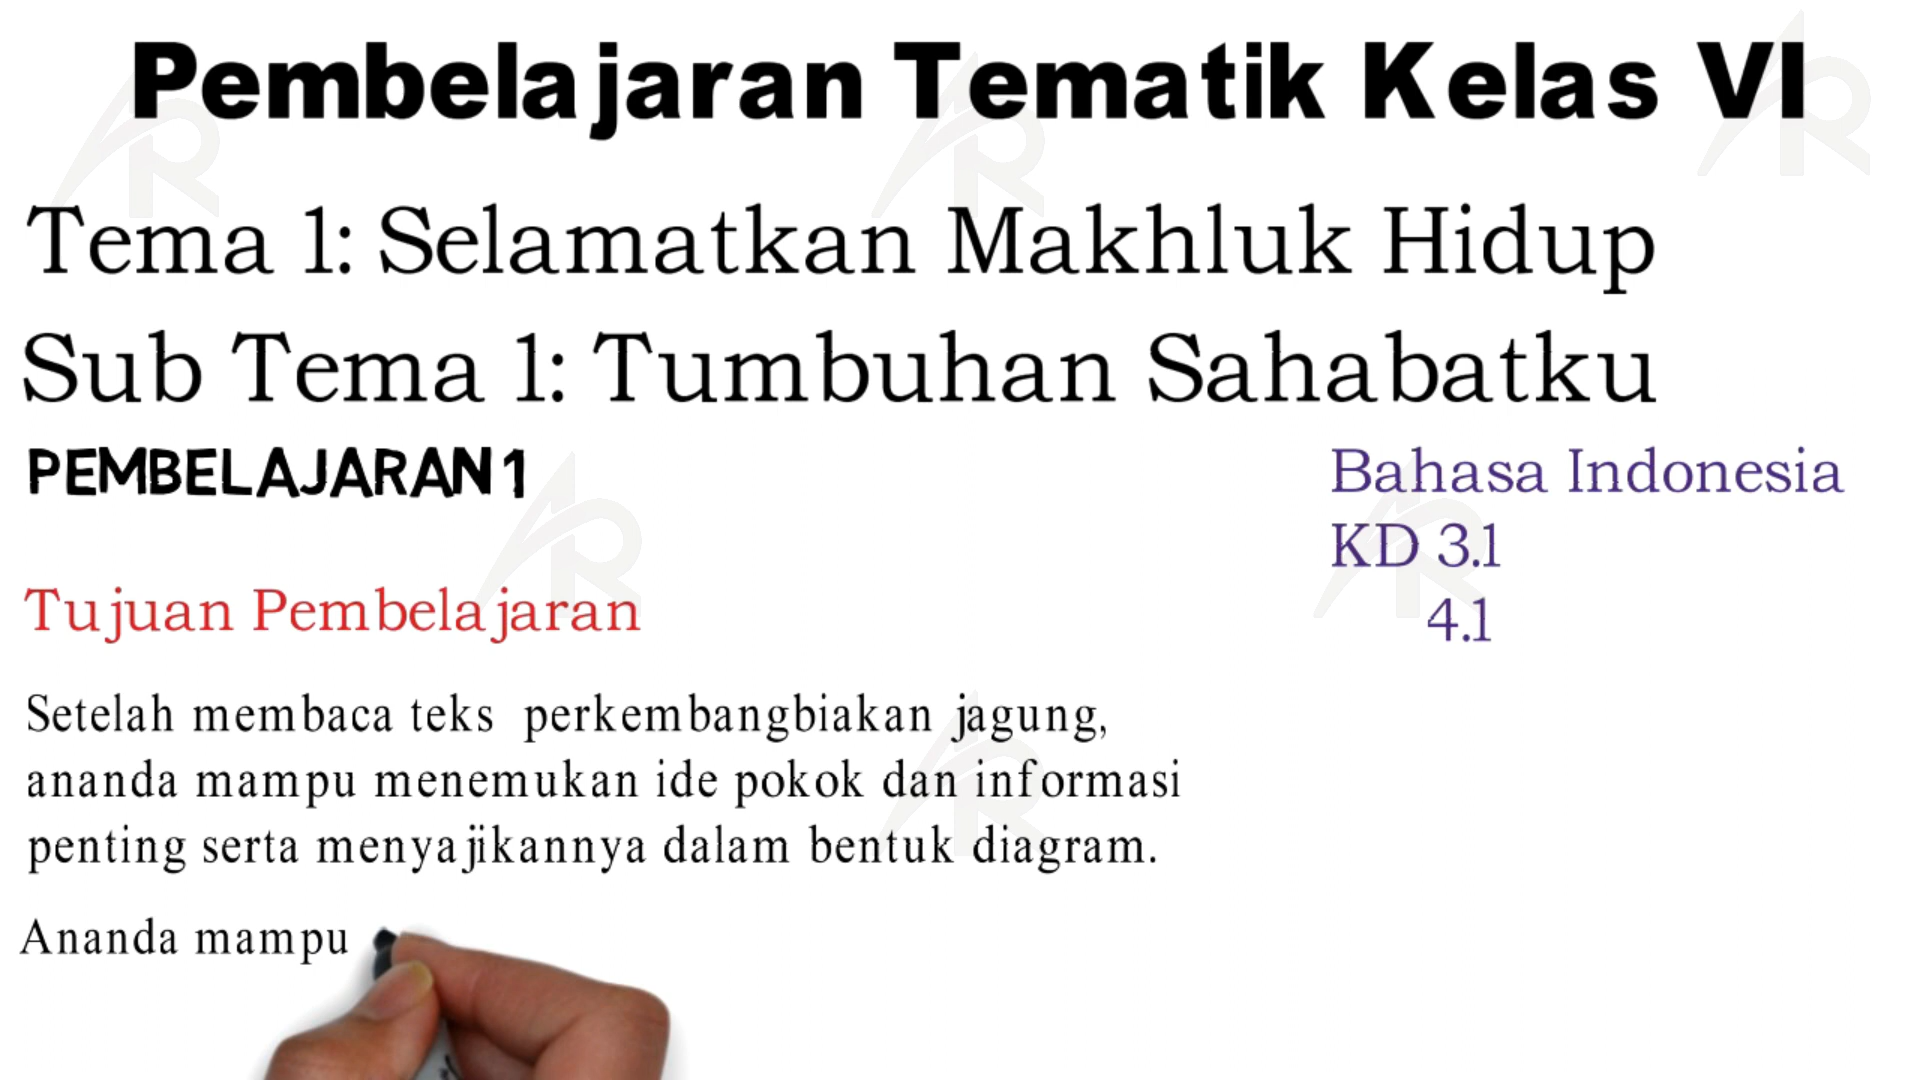 Pembelajaran Tematik Kelas VI
Tema 1: Selamatkan Makhluk Hidup
Sub Tema 1: Tumbuhan Sahabatku
PEMBELAJARAN 1
Bahasa Indonesia
KD 3.1
4.1
Tujuan Pembelajaran
Setelah membaca teks perkembangbiakan jagung,
ananda mampu menemukan ide pokok dan informasi
penting serta menyajikannya dalam bentuk diagram.
Ananda mampu